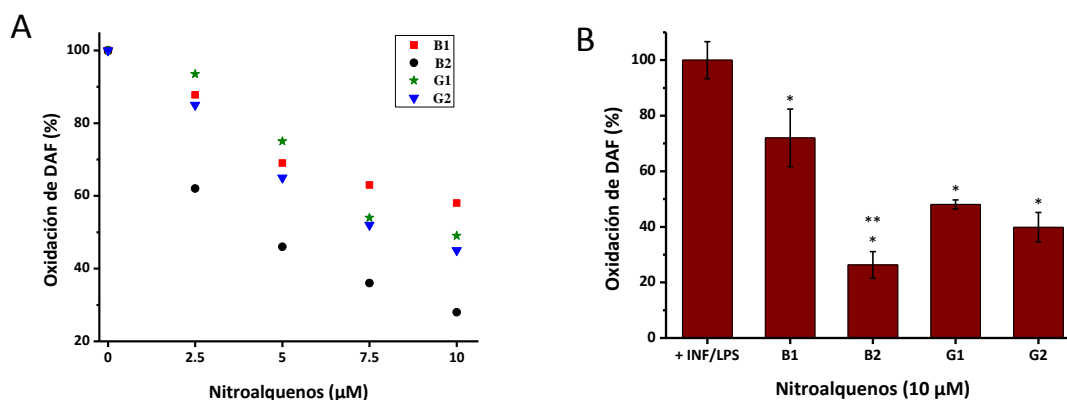 A
Oxidación de DAF (%)
100
80
60
40
20
0
2.5
5
7.5
10
Nitroalquenos (µM)
B1
B2
G1
G2
B
Oxidación de DAF (%)
100
80
60
40
20
0
*
**
*
*
*
+ INF/LPS
B1
B2
G1
G2
Nitroalquenos (10 µM)